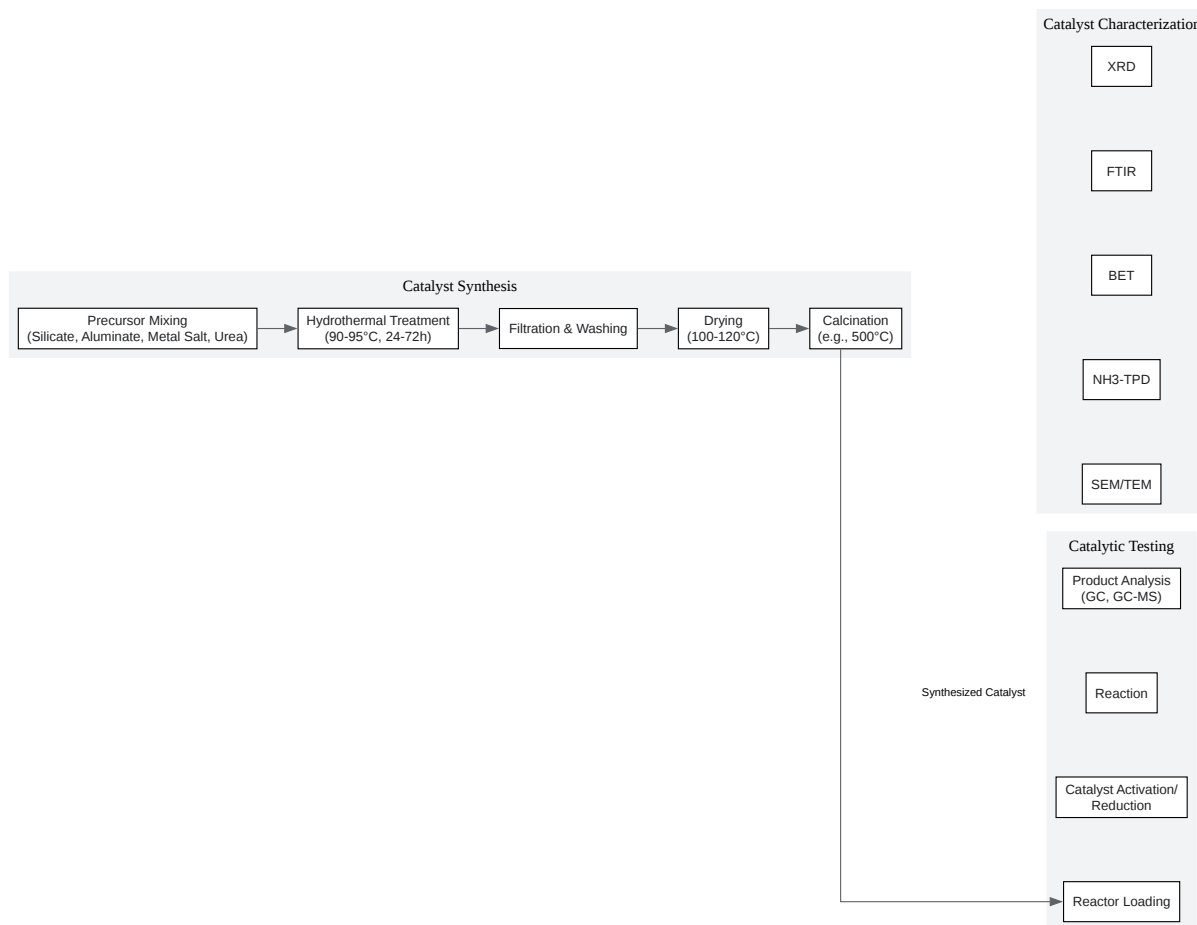 Catalyst Characterization
XRD
FTIR
BET
NH3-TPD
SEM/TEM
Catalyst Synthesis
Precursor Mixing
(Silicate, Aluminate, Metal Salt, Urea)
Hydrothermal Treatment
(90-95°C, 24-72h)
Filtration & Washing
Drying
(100-120°C)
Calcination
(e.g., 500°C)
Catalytic Testing
Product Analysis
(GC, GC-MS)
Synthesized Catalyst
Reaction
Catalyst Activation/
Reduction
Reactor Loading